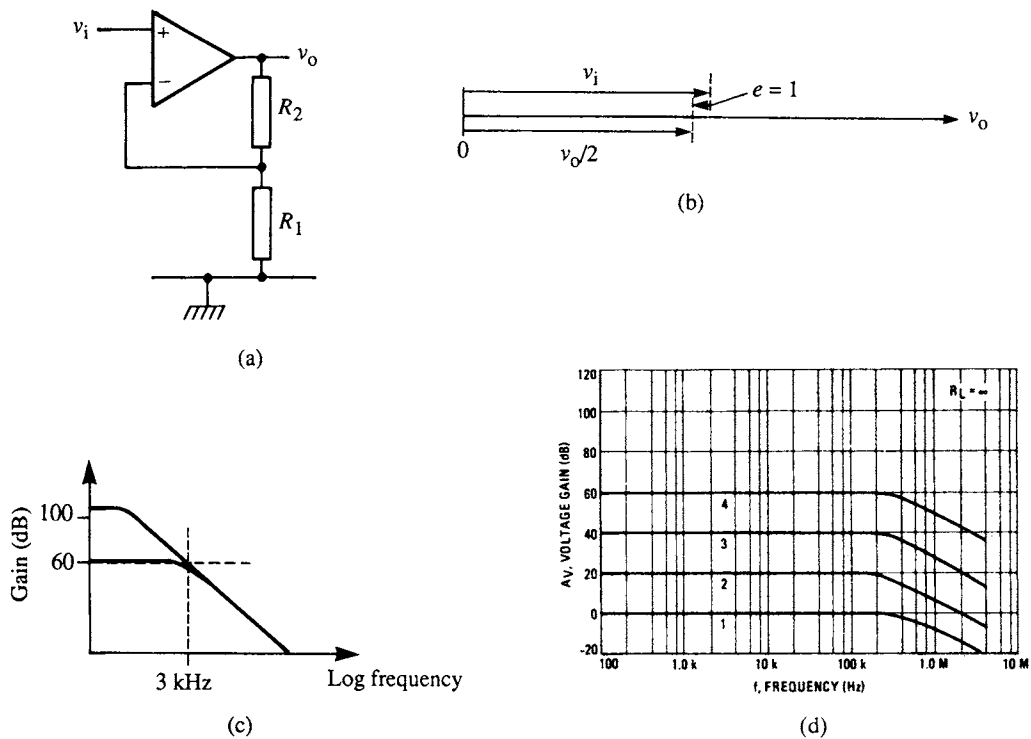 v_i
+
−
v_o
R_2
R_1
(a)
v_i
e = 1
v_o
0
v_o/2
(b)
Gain (dB)
100
60
3 kHz
Log frequency
(c)
A_V, VOLTAGE GAIN (dB)
120
100
80
60
40
20
0
-20
R_L = ∞
4
3
2
1
100 1.0 k 10 k 100 k 1.0 M 10 M
f, FREQUENCY (Hz)
(d)